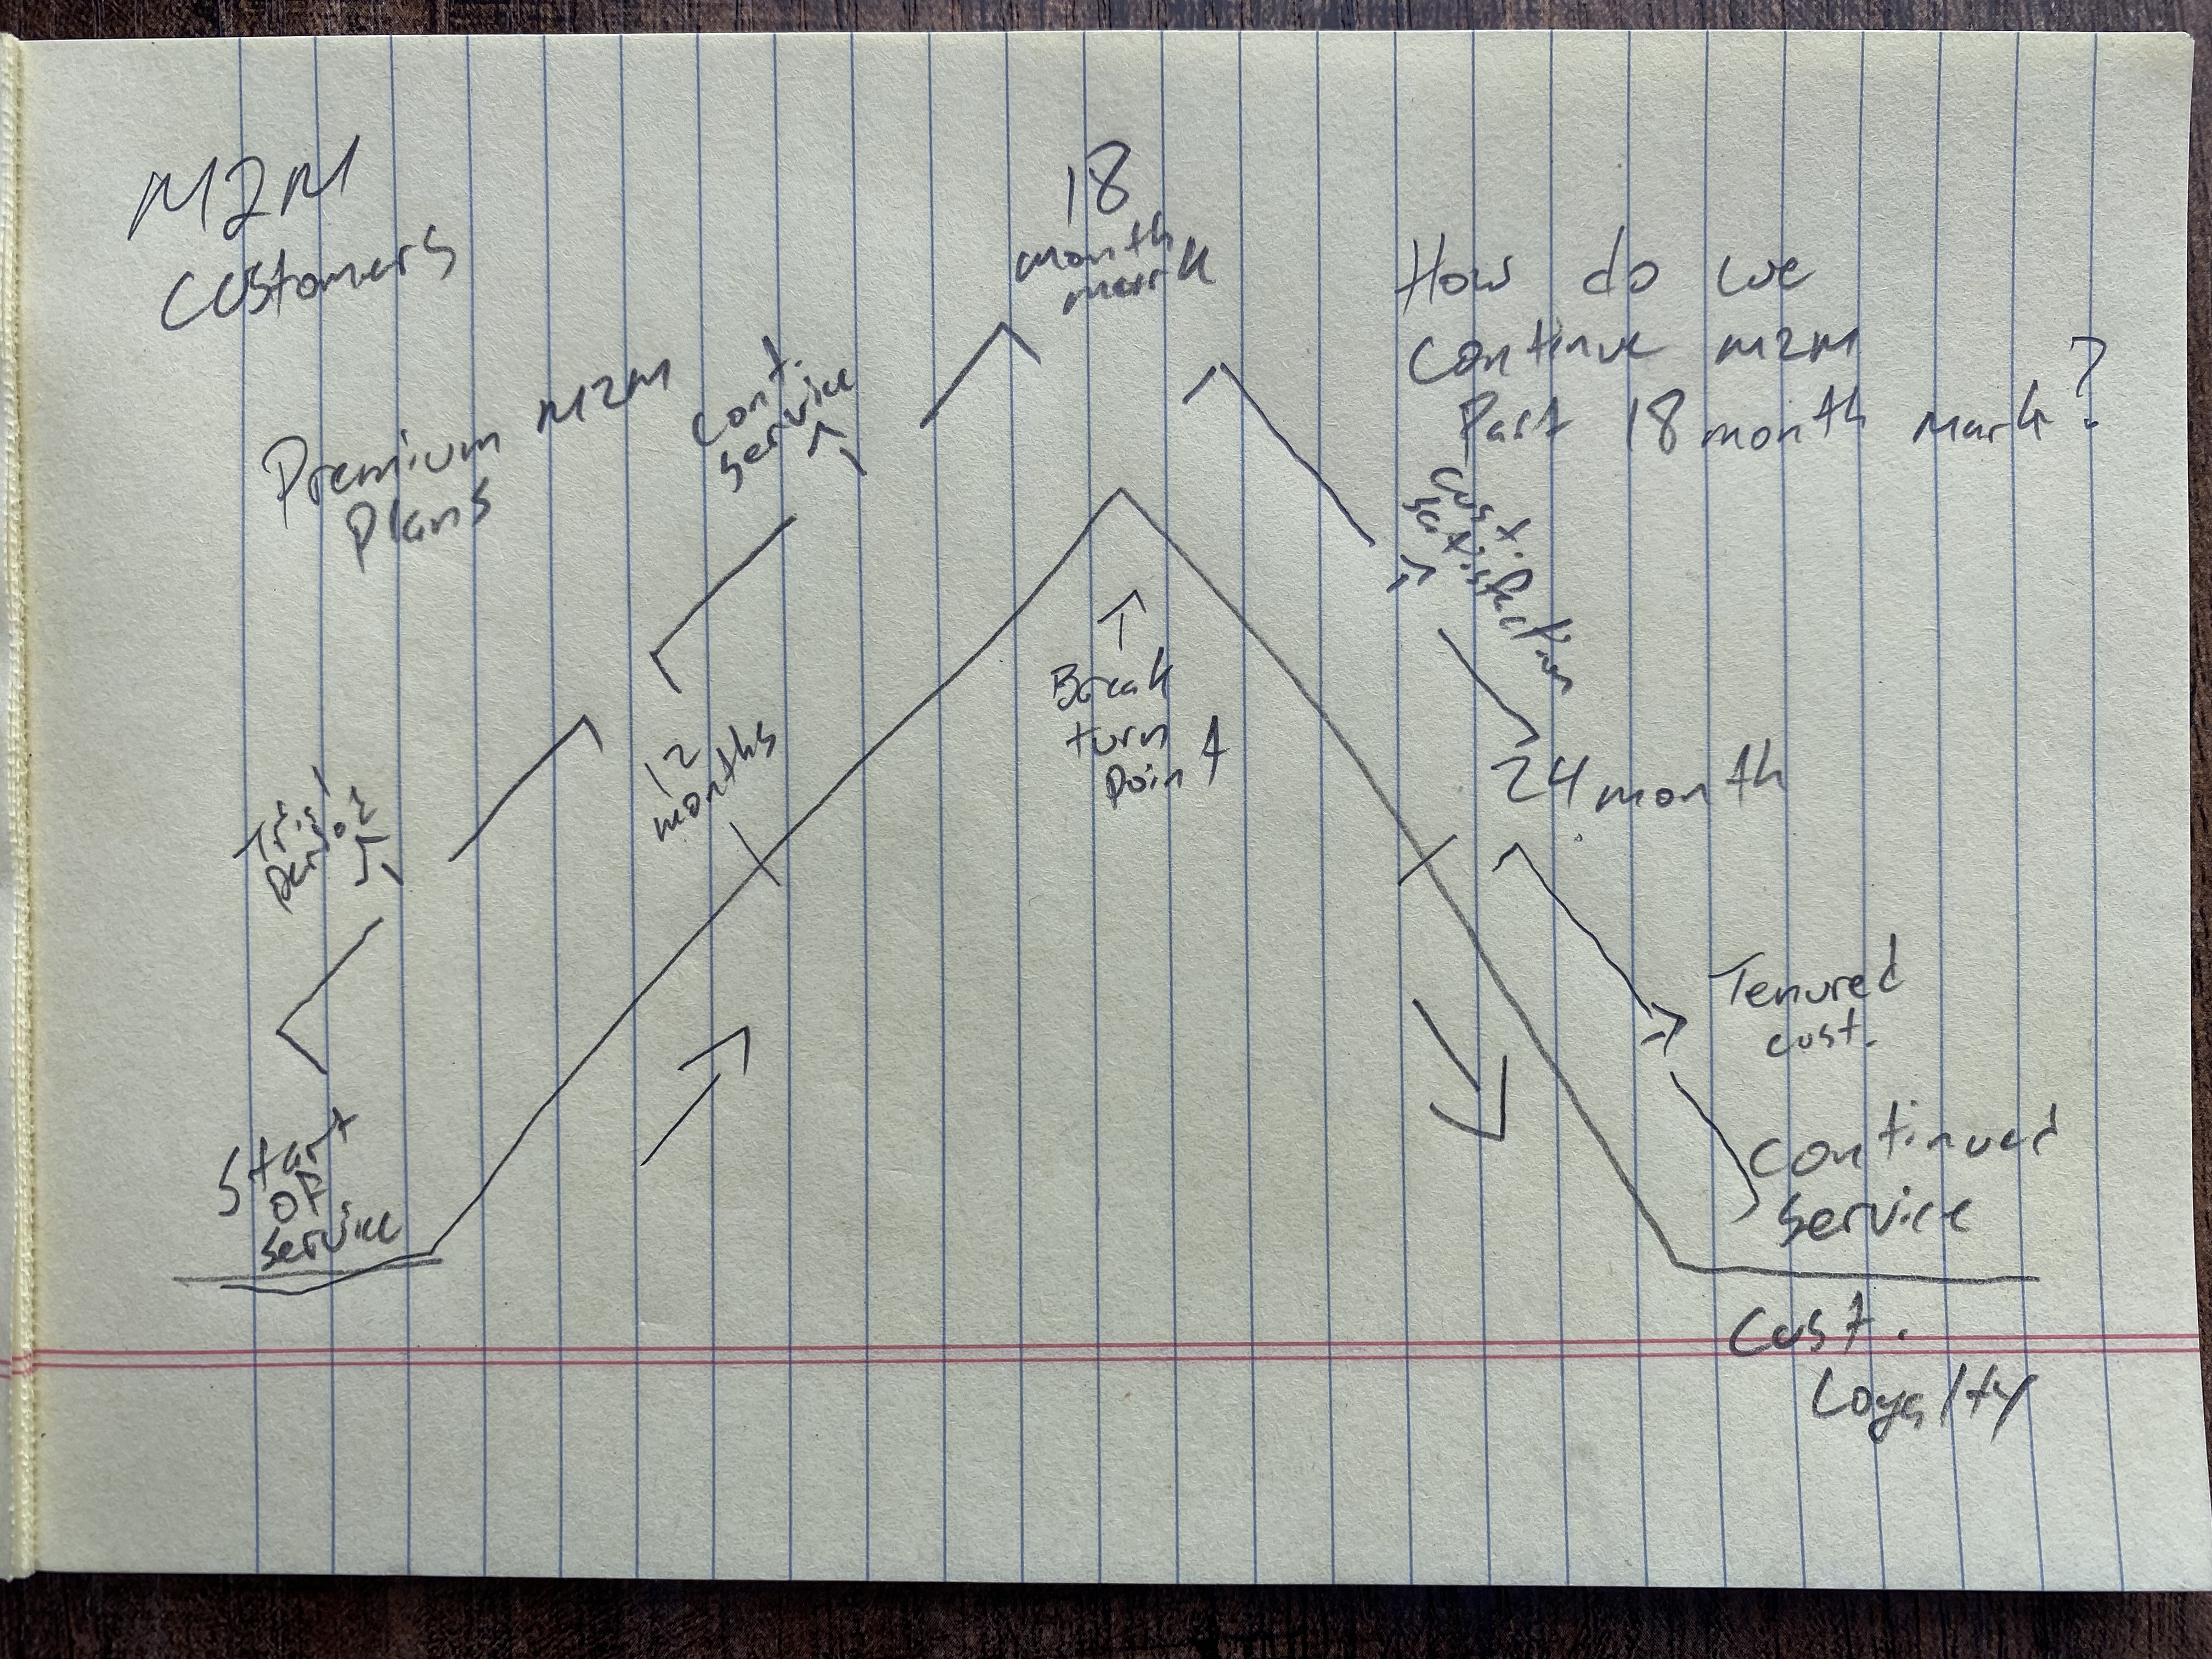 M2M
Customers
18
month
mark
How do we
continue M2M
Past 18 month mark?
Premium M2M
Plans
cont.
service
Cust.
satisfaction
12
months
Break
turn
Point
24 month
Trial
Period
Tenured
cust.
Start
of
service
Continued
service
Cust.
Loyalty